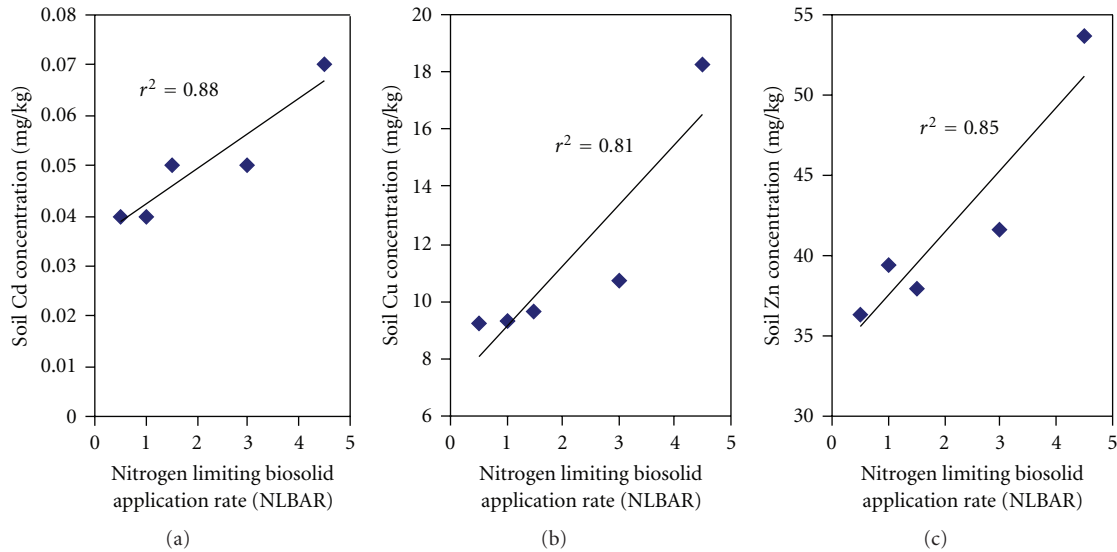 0.08
0.07
0.06
0.05
0.04
0.03
0.02
0.01
0
Soil Cd concentration (mg/kg)
r² = 0.88
0 1 2 3 4 5
Nitrogen limiting biosolid
application rate (NLBAR)
(a)
20
18
16
14
12
10
8
6
Soil Cu concentration (mg/kg)
r² = 0.81
0 1 2 3 4 5
Nitrogen limiting biosolid
application rate (NLBAR)
(b)
55
50
45
40
35
30
Soil Zn concentration (mg/kg)
r² = 0.85
0 1 2 3 4 5
Nitrogen limiting biosolid
application rate (NLBAR)
(c)